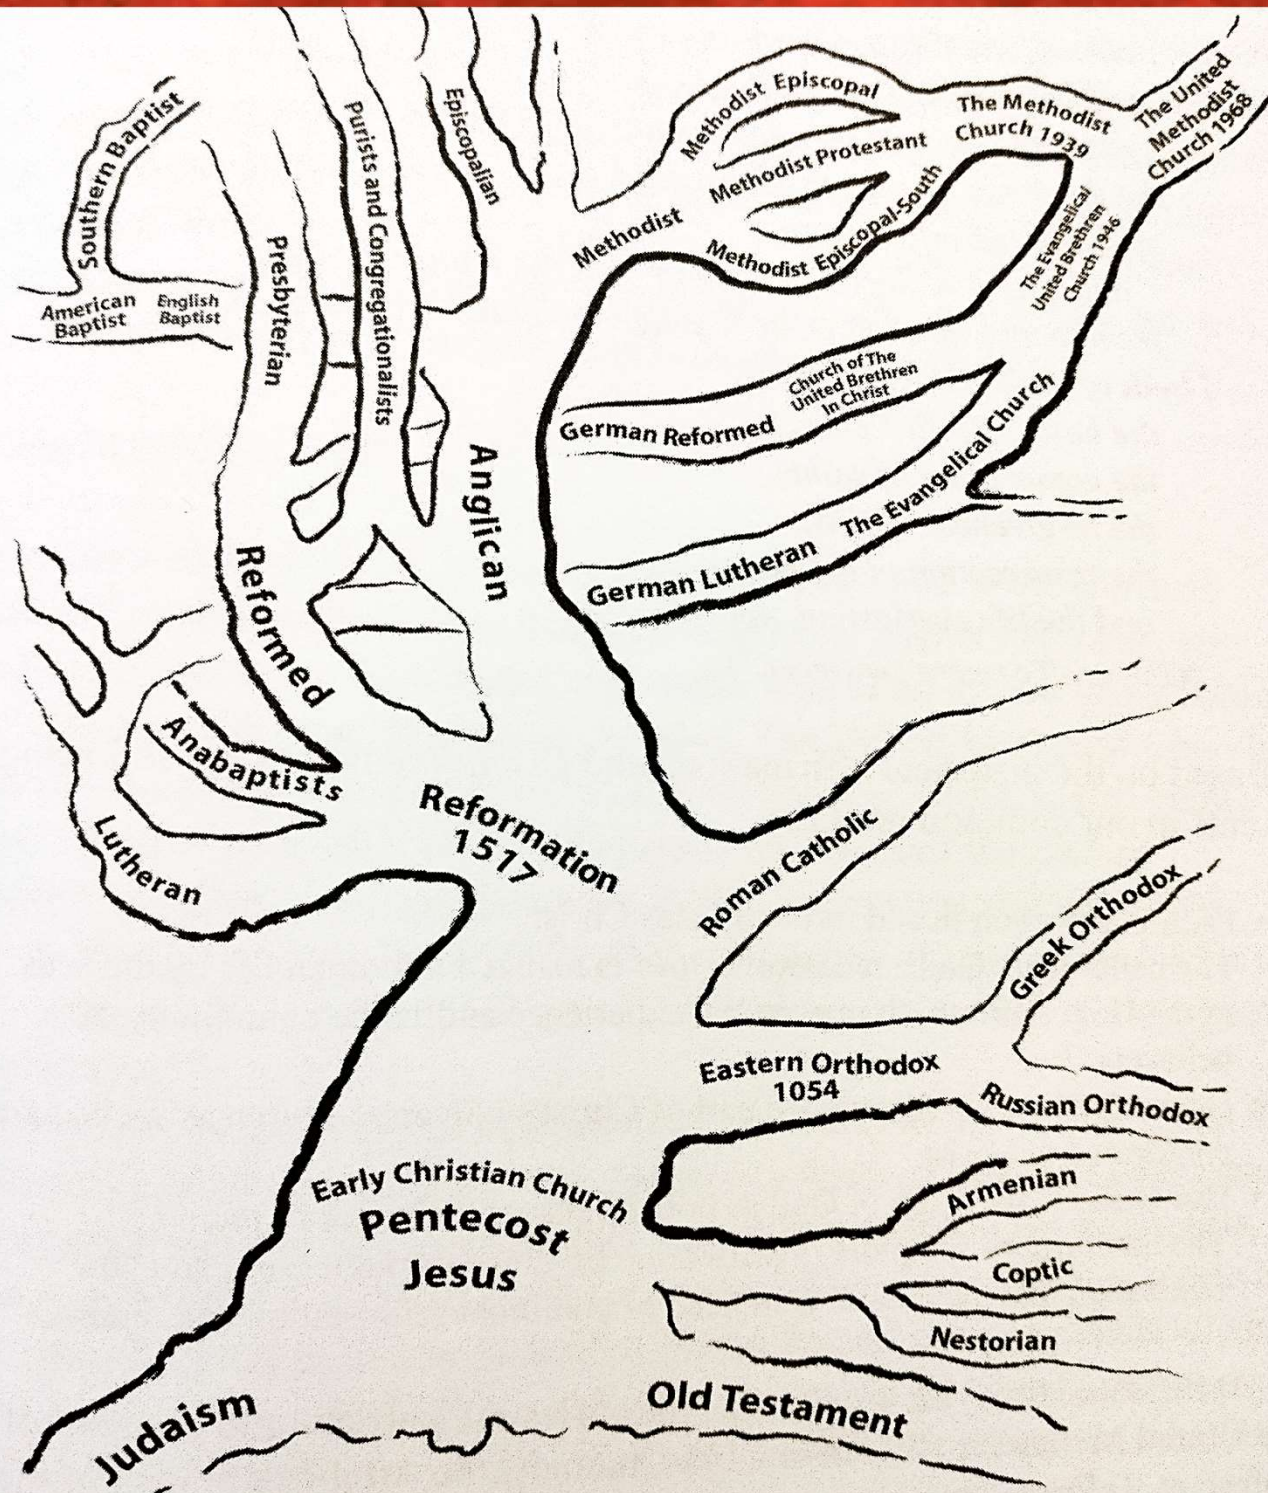 Southern Baptist
American
Baptist
English
Baptist
Presbyterian
Purists and Congregationalists
Episcopalian
Methodist
Methodist Episcopal
Methodist Protestant
Methodist Episcopal-South
The Methodist
Church 1939
The United
Methodist
Church 1968
The Evangelical
United Brethren
Church 1946
Church of The
United Brethren
In Christ
German Reformed
The Evangelical Church
German Lutheran
Anglican
Reformed
Anabaptists
Lutheran
Reformation
1517
Roman Catholic
Greek Orthodox
Eastern Orthodox
1054
Russian Orthodox
Armenian
Coptic
Nestorian
Early Christian Church
Pentecost
Jesus
Judaism
Old Testament